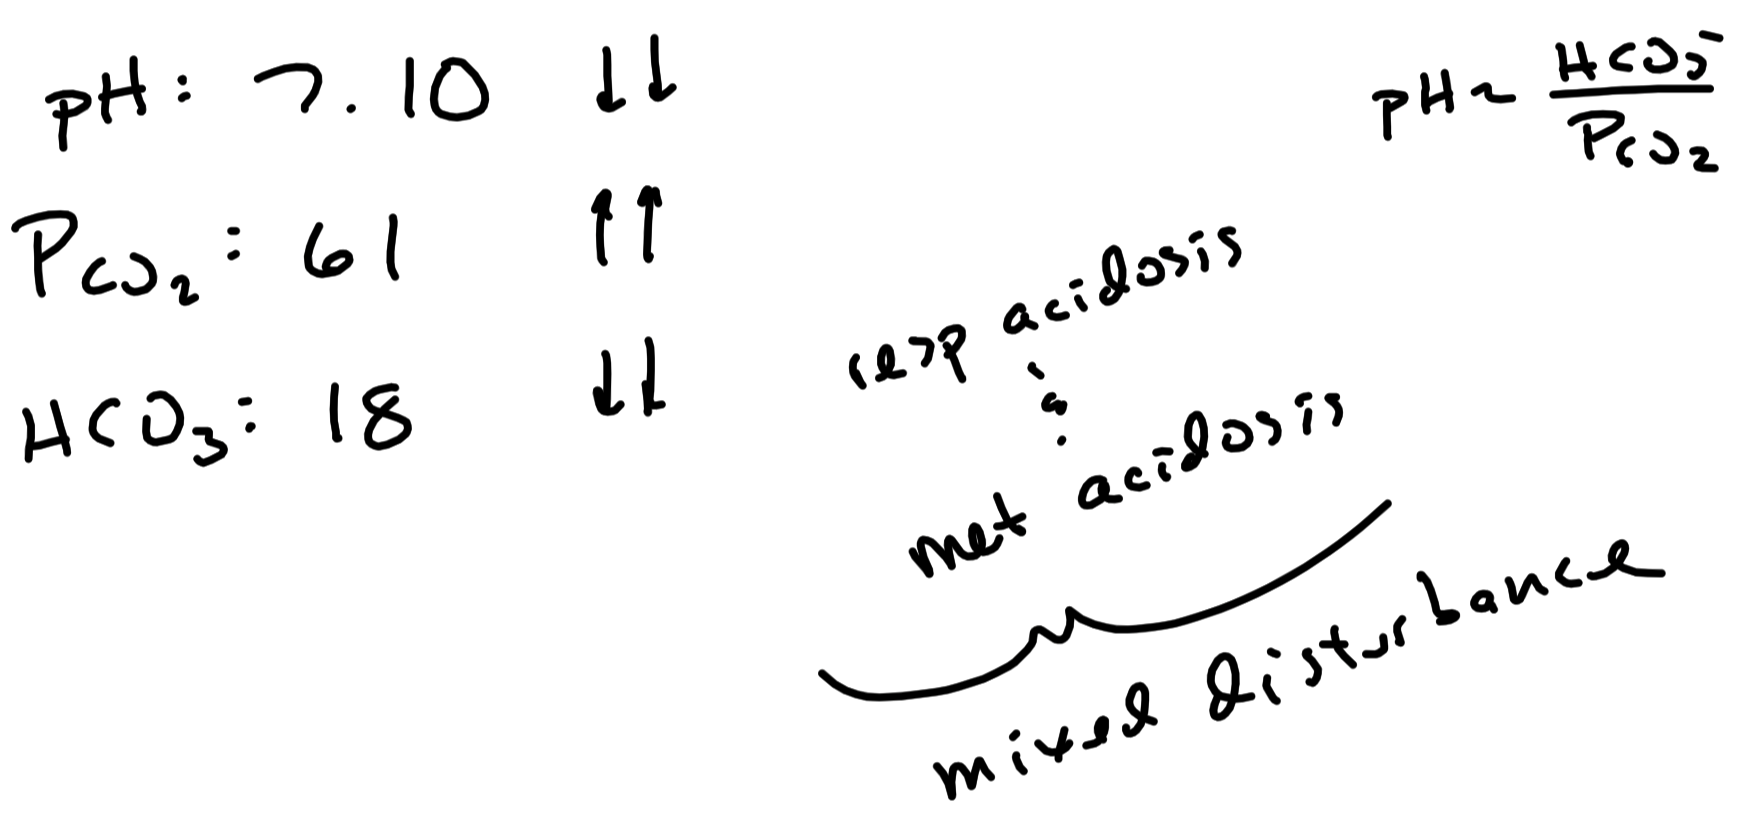 pH: 7.10 ↓↓
pH ~ HCO3-
PCO2
PCO2: 61 ↑↑
resp acidosis
HCO3: 18 ↓↓
met acidosis
mixed disturbance